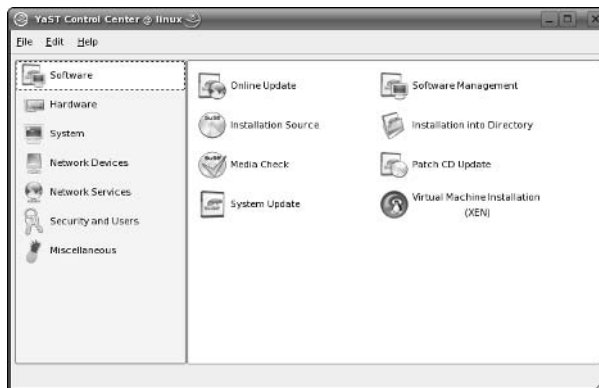 YaST Control Center @ linux
File Edit Help
Software
Hardware
System
Network Devices
Network Services
Security and Users
Miscellaneous
Online Update
Software Management
Installation Source
Installation into Directory
Media Check
Patch CD Update
System Update
Virtual Machine Installation
(XEN)